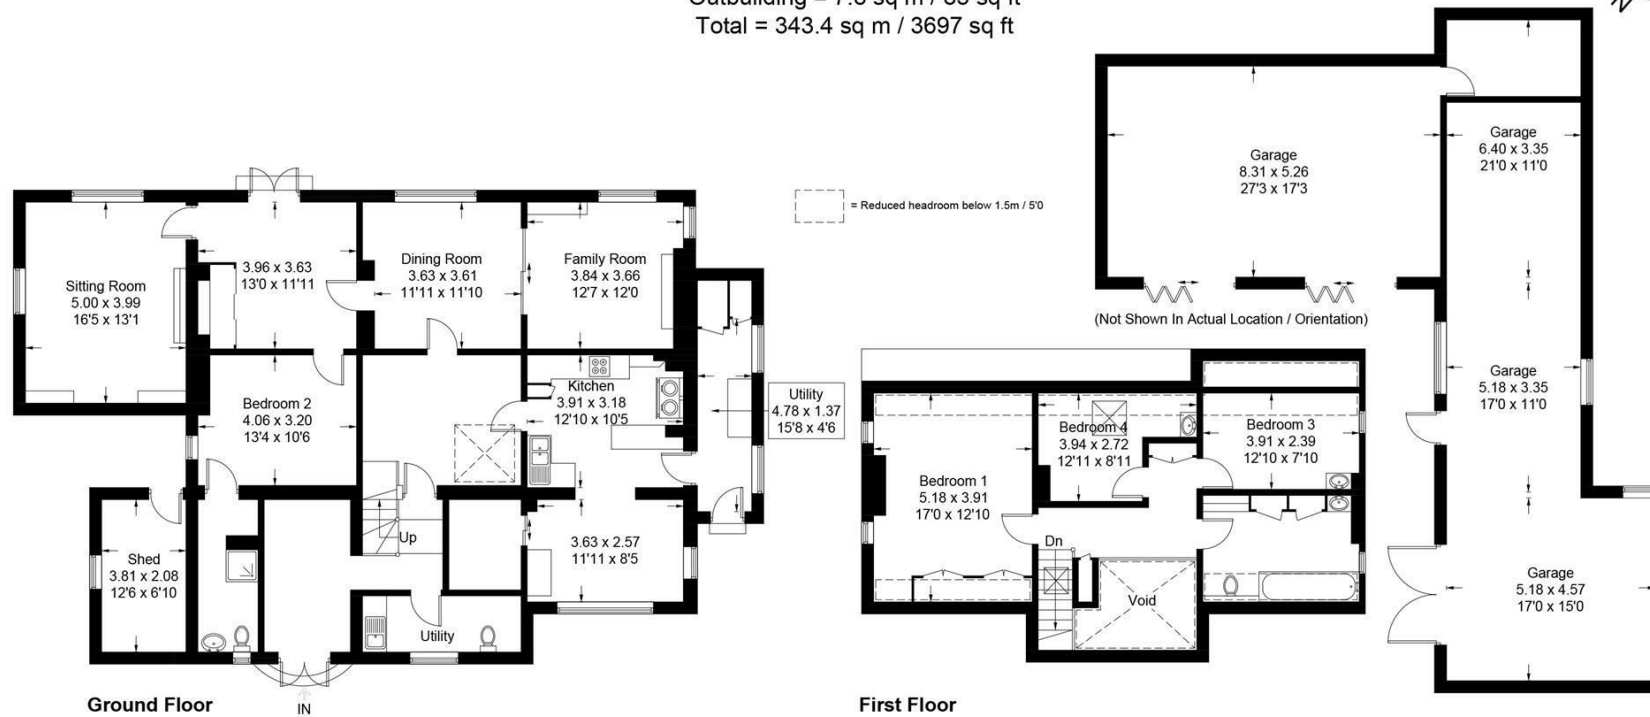 Outbuilding = 7.8 sq m / 85 sq ft
Total = 343.4 sq m / 3697 sq ft
Garage
6.40 x 3.35
21'0 x 11'0
Garage
8.31 x 5.26
27'3 x 17'3
= Reduced headroom below 1.5m / 5'0
(Not Shown In Actual Location / Orientation)
Sitting Room
5.00 x 3.99
16'5 x 13'1
3.96 x 3.63
13'0 x 11'11
Dining Room
3.63 x 3.61
11'11 x 11'10
Family Room
3.84 x 3.66
12'7 x 12'0
Bedroom 2
4.06 x 3.20
13'4 x 10'6
Kitchen
3.91 x 3.18
12'10 x 10'5
Utility
4.78 x 1.37
15'8 x 4'6
Shed
3.81 x 2.08
12'6 x 6'10
Up
3.63 x 2.57
11'11 x 8'5
Utility
IN
Ground Floor
Bedroom 1
5.18 x 3.91
17'0 x 12'10
Bedroom 4
3.94 x 2.72
12'11 x 8'11
Bedroom 3
3.91 x 2.39
12'10 x 7'10
Dn
Void
First Floor
Garage
5.18 x 3.35
17'0 x 11'0
Garage
5.18 x 4.57
17'0 x 15'0